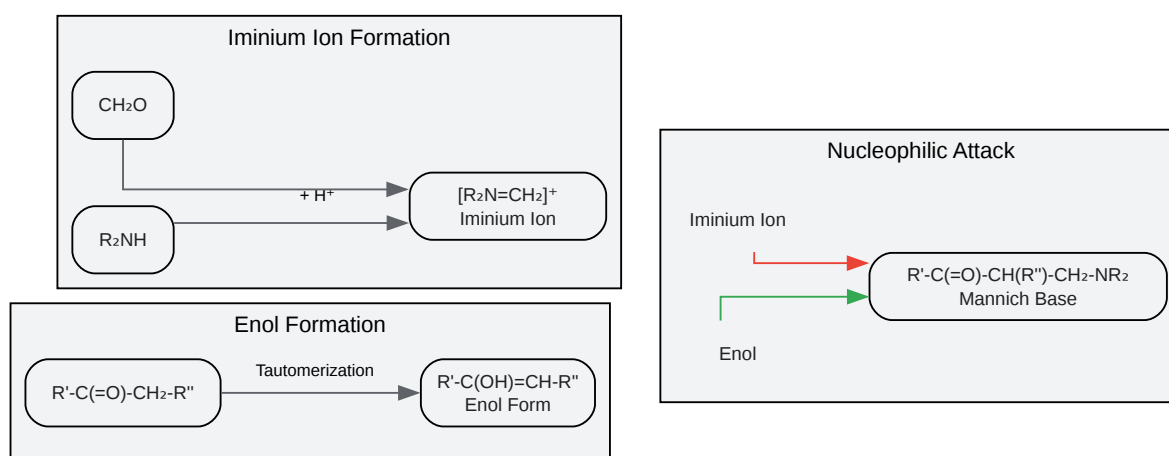 Iminium Ion Formation
CH₂O
+ H⁺
[R₂N=CH₂]⁺
Iminium Ion
R₂NH
Enol Formation
R'-C(=O)-CH₂-R''
Tautomerization
R'-C(OH)=CH-R''
Enol Form
Nucleophilic Attack
Iminium Ion
R'-C(=O)-CH(R'')-CH₂-NR₂
Mannich Base
Enol